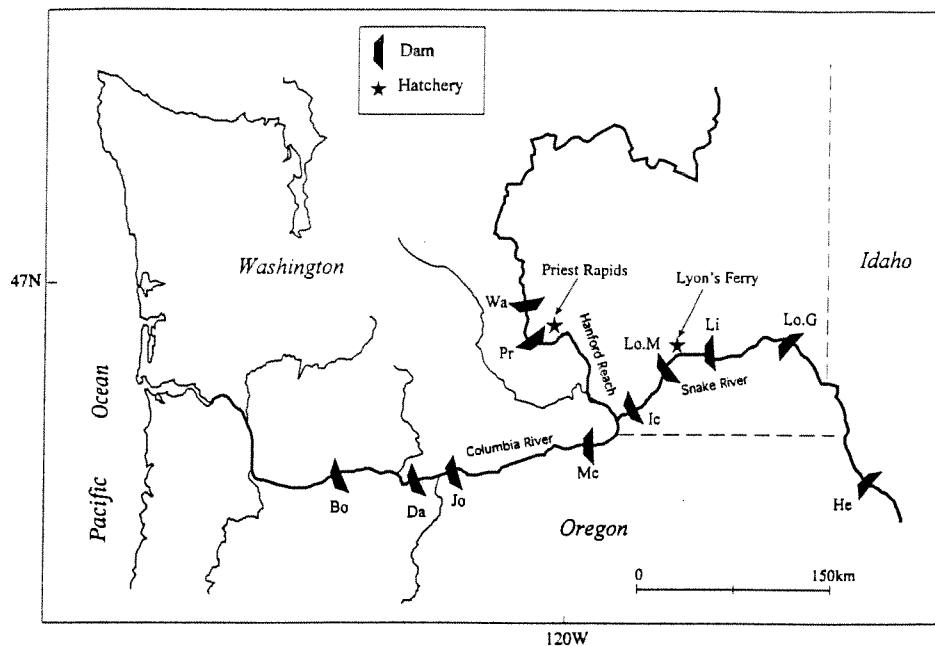 Dam
Hatchery
Idaho
Washington
47N
Priest Rapids
Lyon's Ferry
Wa
Pr
Hanford Reach
Lo.M
Li
Lo.G
Snake River
Ic
Pacific Ocean
Columbia River
Mc
Bo
Da
Jo
He
Oregon
0
150km
120W